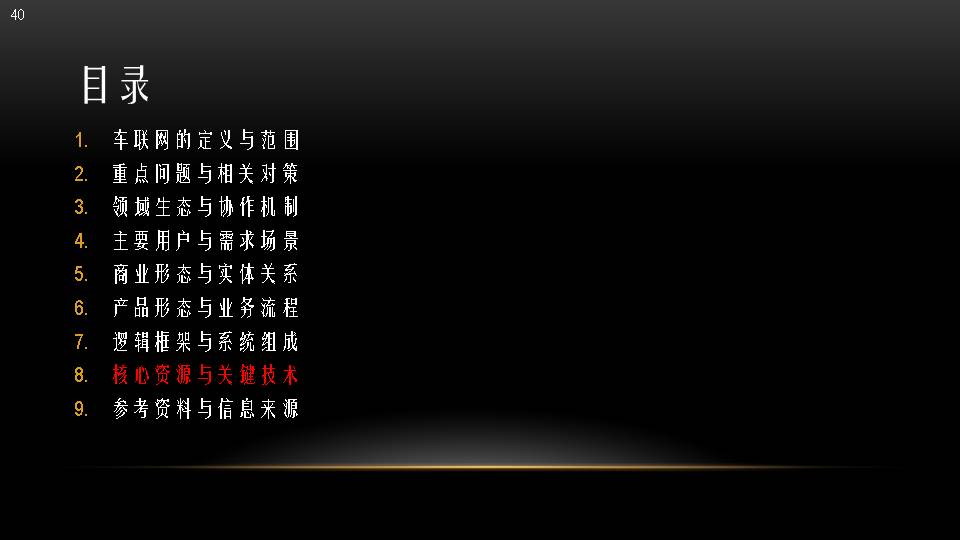 40
目录
1. 车联网的定义与范围
2. 重点问题与相关对策
3. 领域生态与协作机制
4. 主要用户与需求场景
5. 商业形态与实体关系
6. 产品形态与业务流程
7. 逻辑框架与系统组成
8. 核心资源与关键技术
9. 参考资料与信息来源